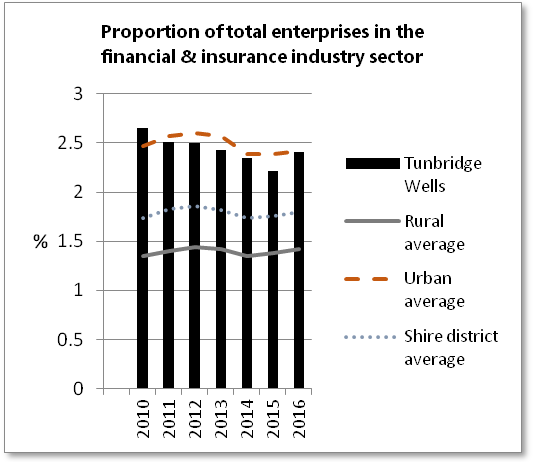 Proportion of total enterprises in the
financial & insurance industry sector
3
2.5
2
1.5
1
0.5
0
%
2010
2011
2012
2013
2014
2015
2016
Tunbridge
Wells
Rural
average
Urban
average
Shire district
average